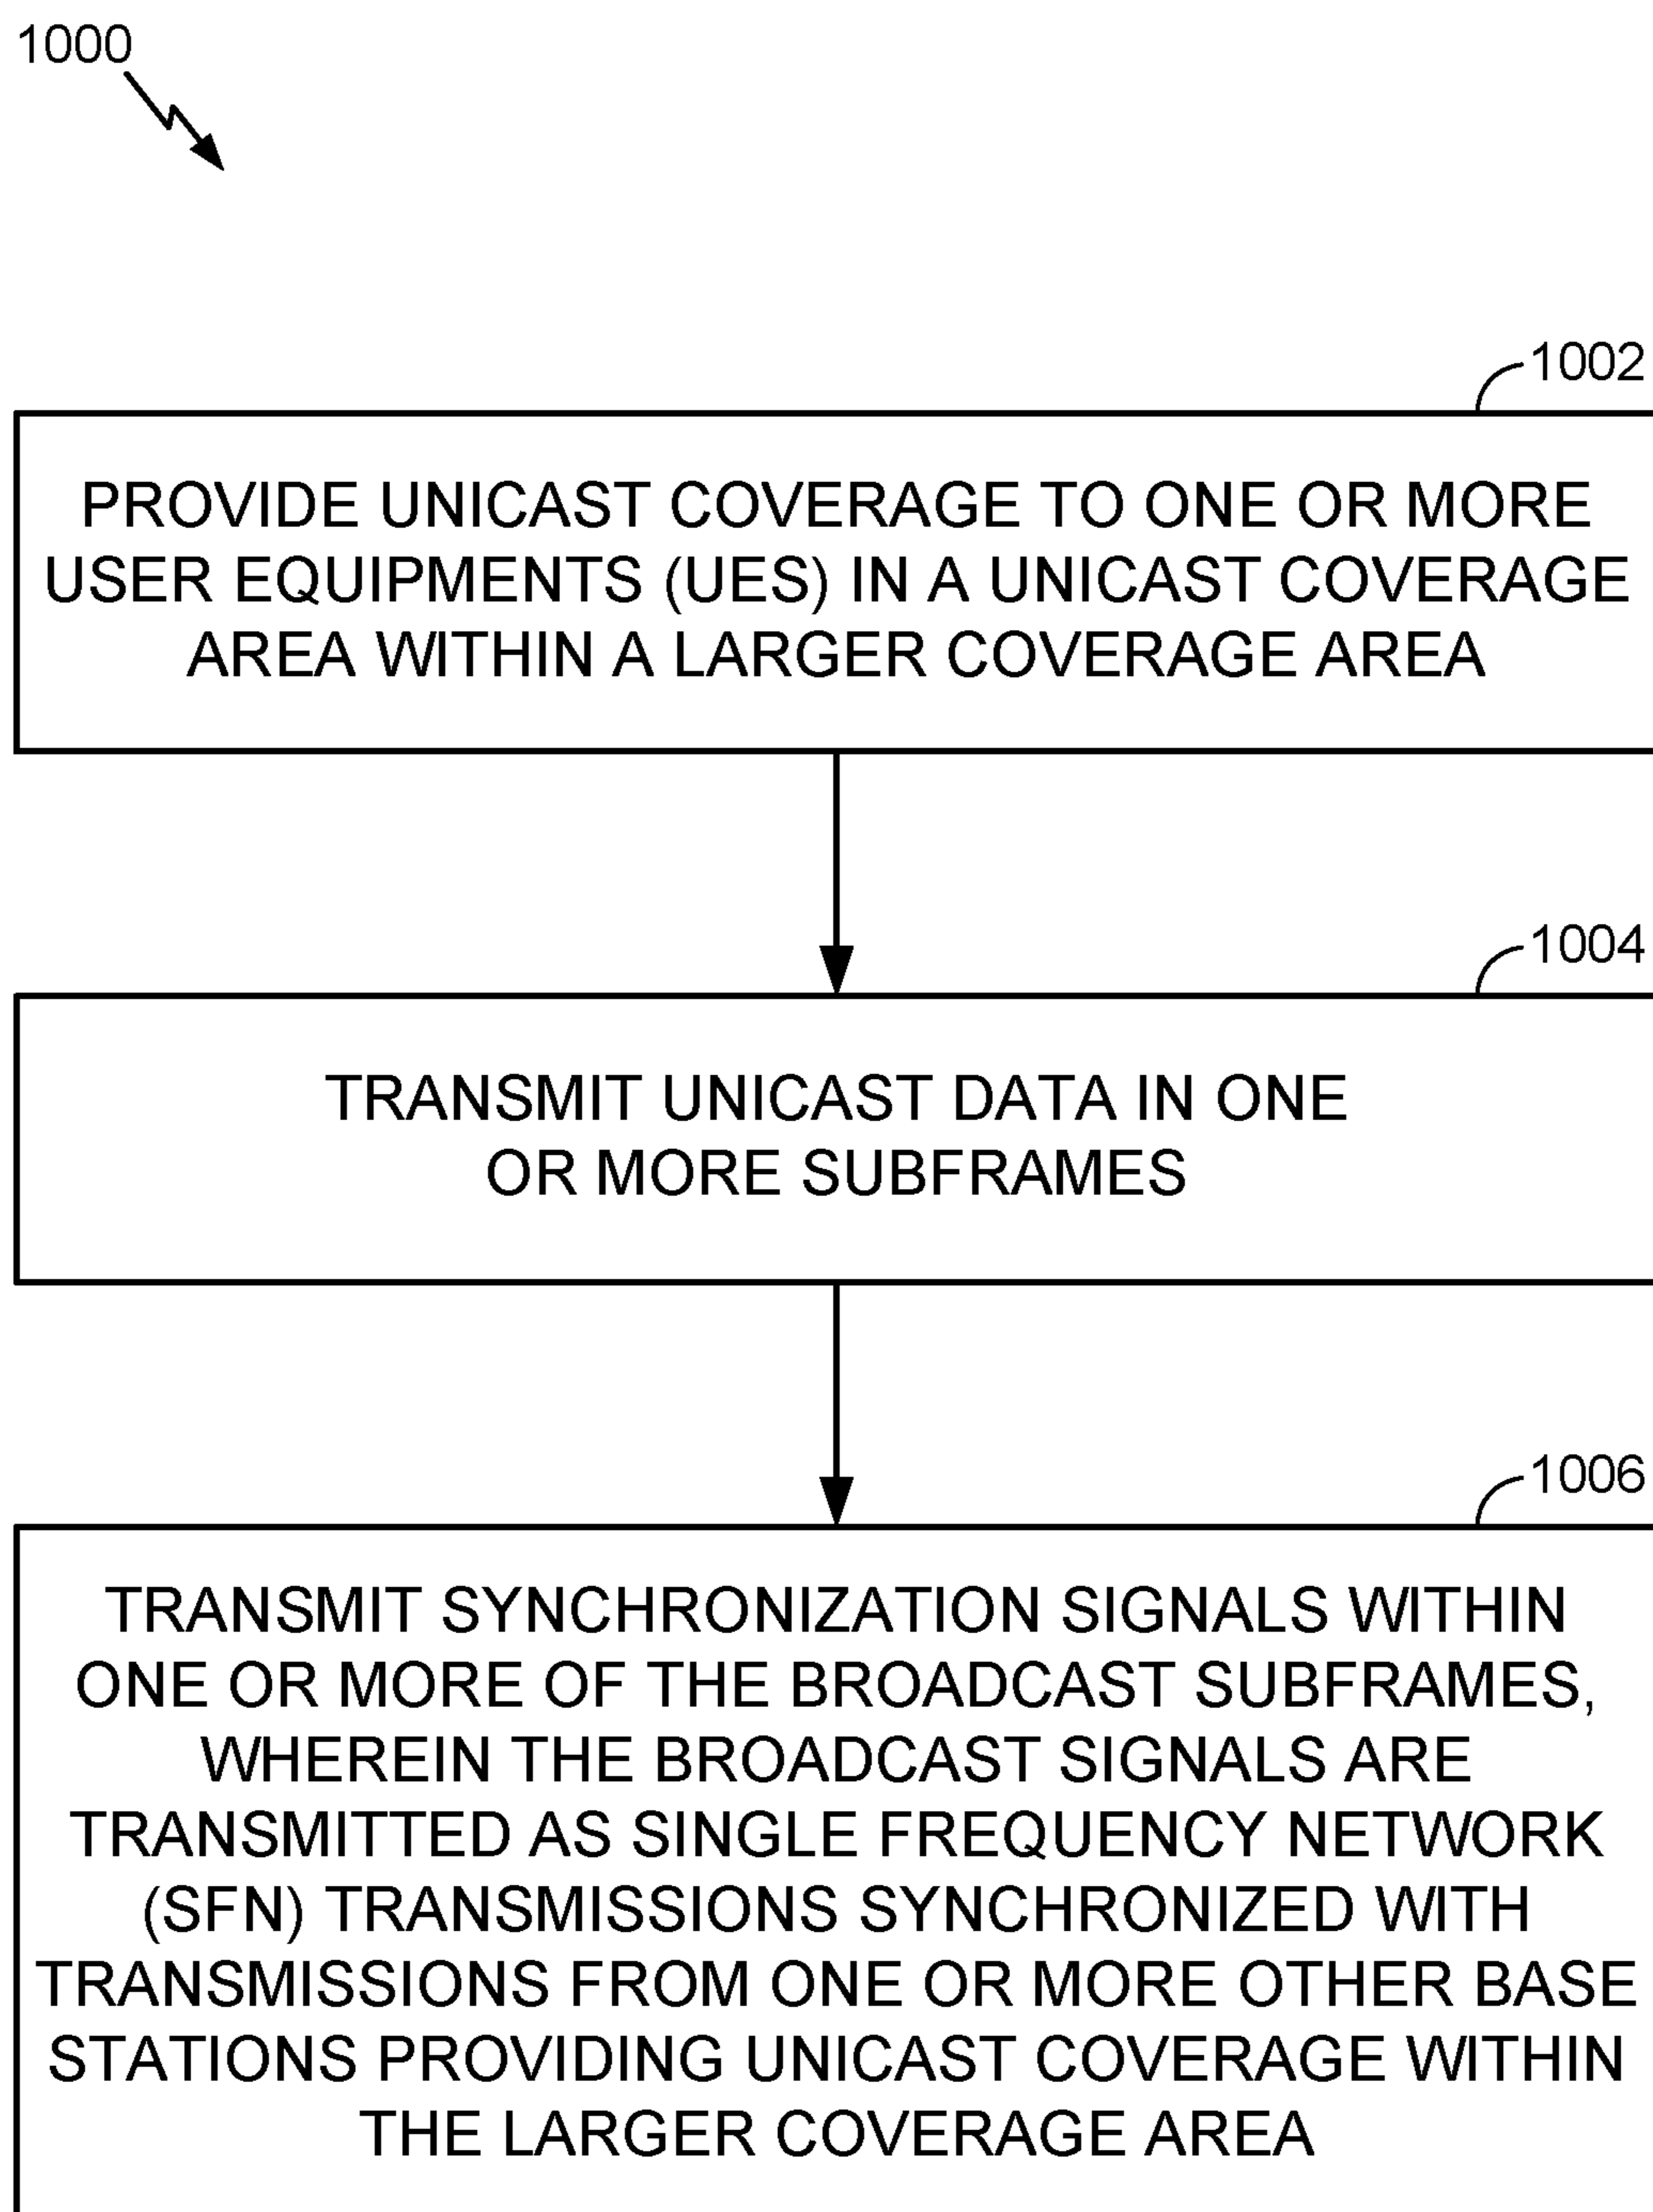 1000
1002
PROVIDE UNICAST COVERAGE TO ONE OR MORE
USER EQUIPMENTS (UES) IN A UNICAST COVERAGE
AREA WITHIN A LARGER COVERAGE AREA
1004
TRANSMIT UNICAST DATA IN ONE
OR MORE SUBFRAMES
1006
TRANSMIT SYNCHRONIZATION SIGNALS WITHIN
ONE OR MORE OF THE BROADCAST SUBFRAMES,
WHEREIN THE BROADCAST SIGNALS ARE
TRANSMITTED AS SINGLE FREQUENCY NETWORK
(SFN) TRANSMISSIONS SYNCHRONIZED WITH
TRANSMISSIONS FROM ONE OR MORE OTHER BASE
STATIONS PROVIDING UNICAST COVERAGE WITHIN
THE LARGER COVERAGE AREA